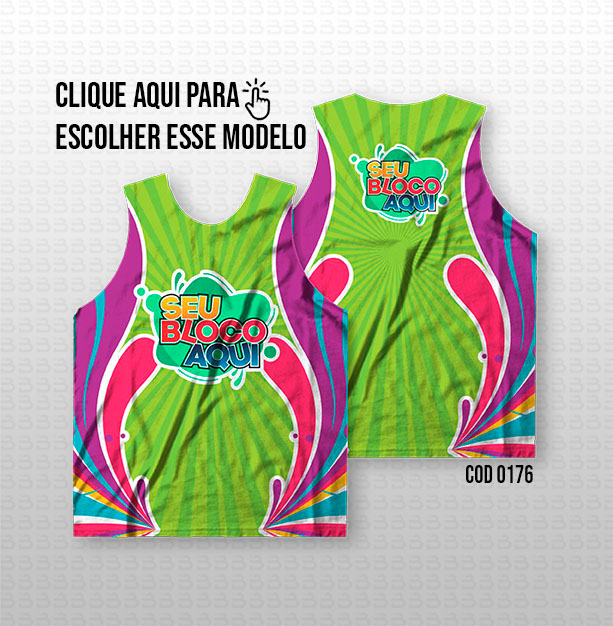 CLIQUE AQUI PARA
ESCOLHER ESSE MODELO
SEU
BLOCO
AQUI
SEU
BLOCO
AQUI
COD 0176